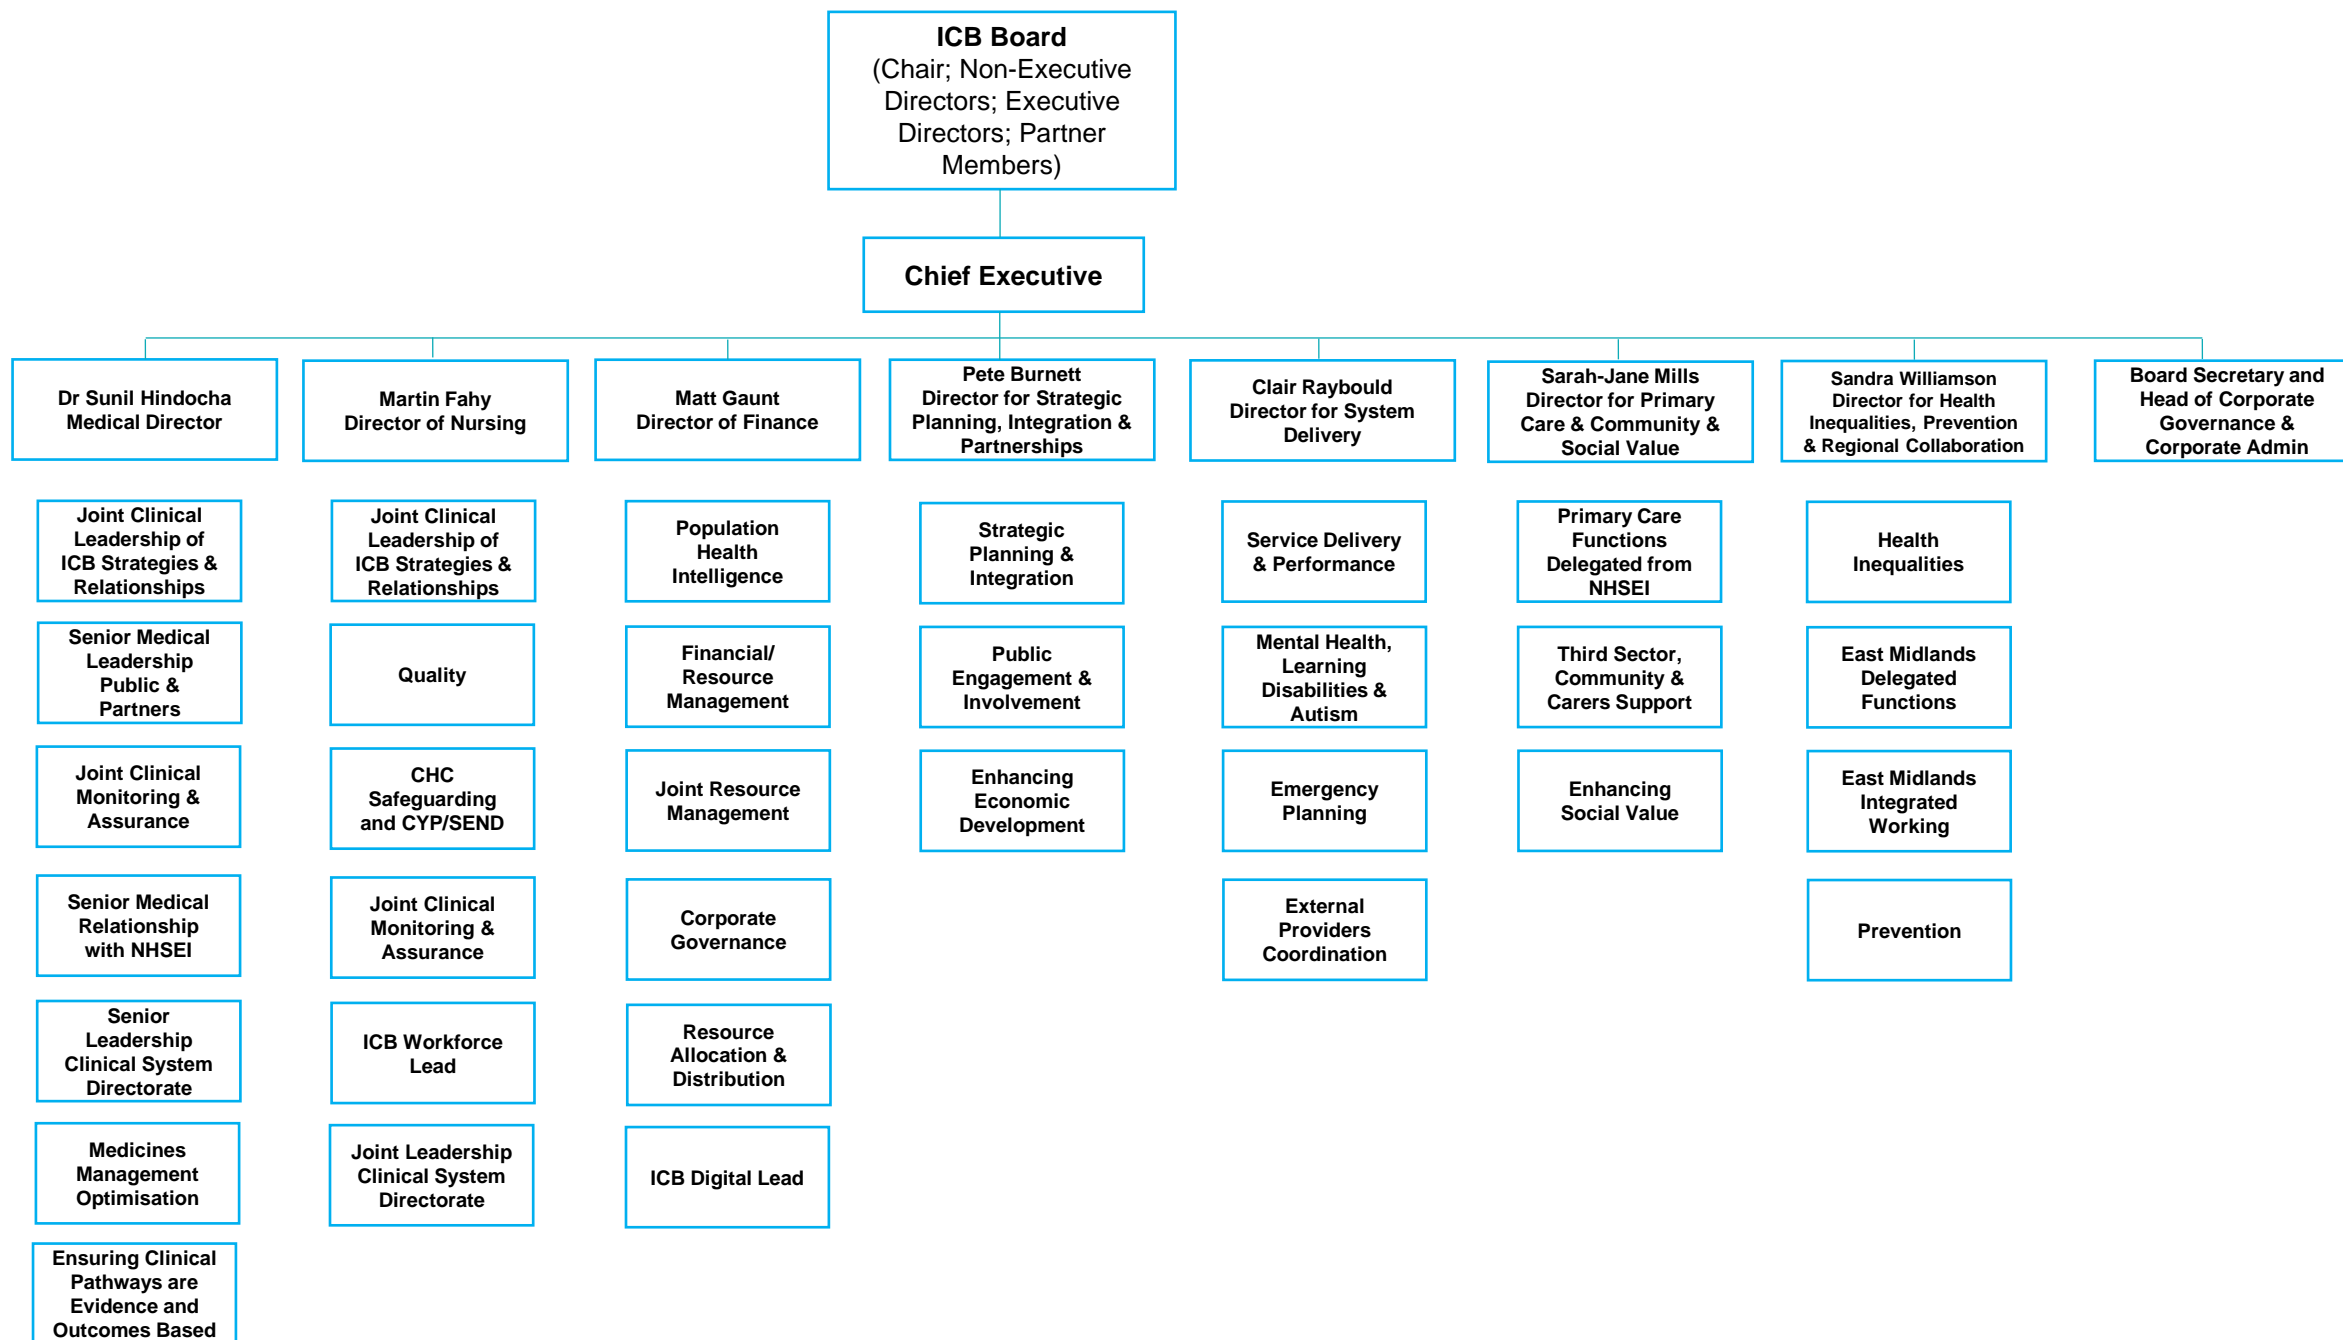 ICB Board
(Chair; Non-Executive
Directors; Executive
Directors; Partner
Members)
Chief Executive
Dr Sunil Hindocha
Medical Director
Martin Fahy
Director of Nursing
Matt Gaunt
Director of Finance
Pete Burnett
Director for Strategic
Planning, Integration &
Partnerships
Clair Raybould
Director for System
Delivery
Sarah-Jane Mills
Director for Primary
Care & Community &
Social Value
Sandra Williamson
Director for Health
Inequalities, Prevention
& Regional Collaboration
Board Secretary and
Head of Corporate
Governance &
Corporate Admin
Joint Clinical
Leadership of
ICB Strategies &
Relationships
Joint Clinical
Leadership of
ICB Strategies &
Relationships
Population
Health
Intelligence
Strategic
Planning &
Integration
Service Delivery
& Performance
Primary Care
Functions
Delegated from
NHSEI
Health
Inequalities
Senior Medical
Leadership
Public &
Partners
Quality
Financial/
Resource
Management
Public
Engagement &
Involvement
Mental Health,
Learning
Disabilities &
Autism
Third Sector,
Community &
Carers Support
East Midlands
Delegated
Functions
Joint Clinical
Monitoring &
Assurance
CHC
Safeguarding
and CYP/SEND
Joint Resource
Management
Enhancing
Economic
Development
Emergency
Planning
Enhancing
Social Value
East Midlands
Integrated
Working
Senior Medical
Relationship
with NHSEI
Joint Clinical
Monitoring &
Assurance
Corporate
Governance
External
Providers
Coordination
Prevention
Senior
Leadership
Clinical System
Directorate
ICB Workforce
Lead
Resource
Allocation &
Distribution
Medicines
Management
Optimisation
Joint Leadership
Clinical System
Directorate
ICB Digital Lead
Ensuring Clinical
Pathways are
Evidence and
Outcomes Based